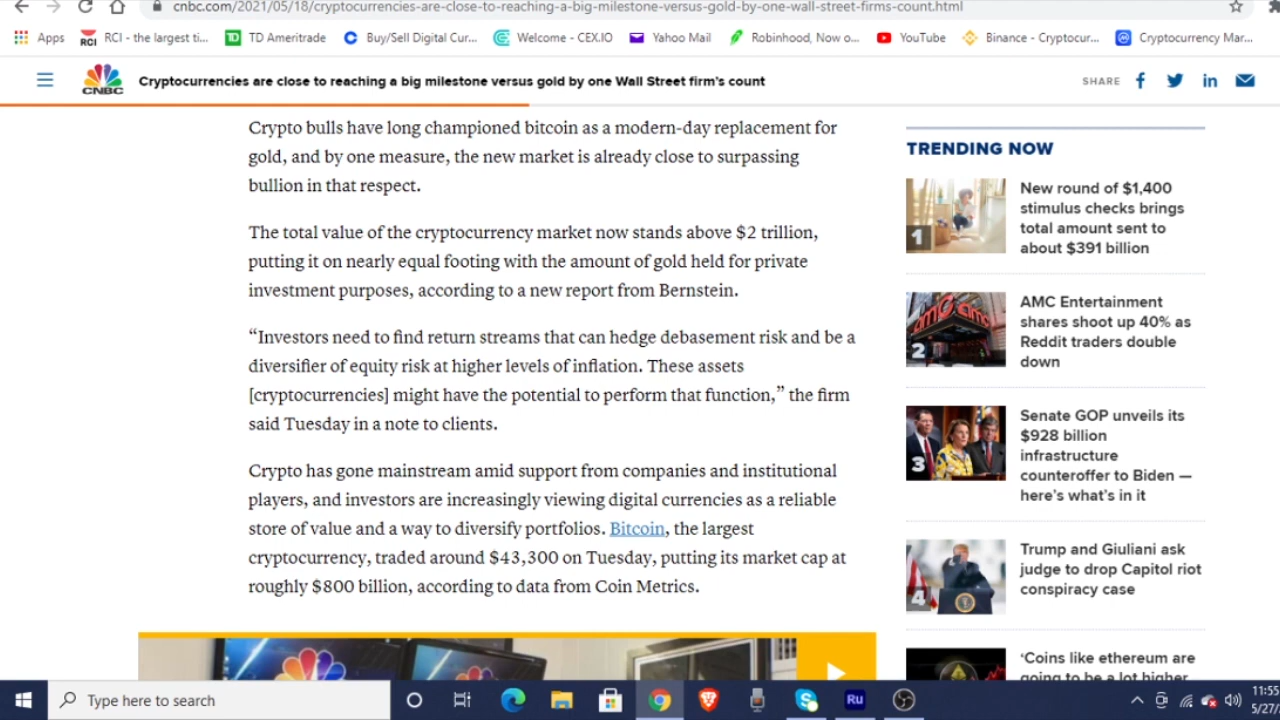 cnbc.com/2021/05/18/cryptocurrencies-are-close-to-reaching-a-big-milestone-versus-gold-by-one-wall-street-firms-count.html
Apps RCI RCI - the largest ti... TD TD Ameritrade Buy/Sell Digital Cur... Welcome - CEX.IO Yahoo Mail Robinhood, Now o... YouTube Binance - Cryptocur... Cryptocurrency Mar...
CNBC Cryptocurrencies are close to reaching a big milestone versus gold by one Wall Street firm's count SHARE
Crypto bulls have long championed bitcoin as a modern-day replacement for
gold, and by one measure, the new market is already close to surpassing
bullion in that respect.
The total value of the cryptocurrency market now stands above $2 trillion,
putting it on nearly equal footing with the amount of gold held for private
investment purposes, according to a new report from Bernstein.
“Investors need to find return streams that can hedge debasement risk and be a
diversifier of equity risk at higher levels of inflation. These assets
[cryptocurrencies] might have the potential to perform that function,” the firm
said Tuesday in a note to clients.
Crypto has gone mainstream amid support from companies and institutional
players, and investors are increasingly viewing digital currencies as a reliable
store of value and a way to diversify portfolios. Bitcoin, the largest
cryptocurrency, traded around $43,300 on Tuesday, putting its market cap at
roughly $800 billion, according to data from Coin Metrics.
TRENDING NOW
1
New round of $1,400
stimulus checks brings
total amount sent to
about $391 billion
amc
2
AMC Entertainment
shares shoot up 40% as
Reddit traders double
down
3
Senate GOP unveils its
$928 billion
infrastructure
counteroffer to Biden —
here’s what’s in it
4
Trump and Giuliani ask
judge to drop Capitol riot
conspiracy case
‘Coins like ethereum are
going to be a lot higher
Type here to search
Ru
11:55
5/27/